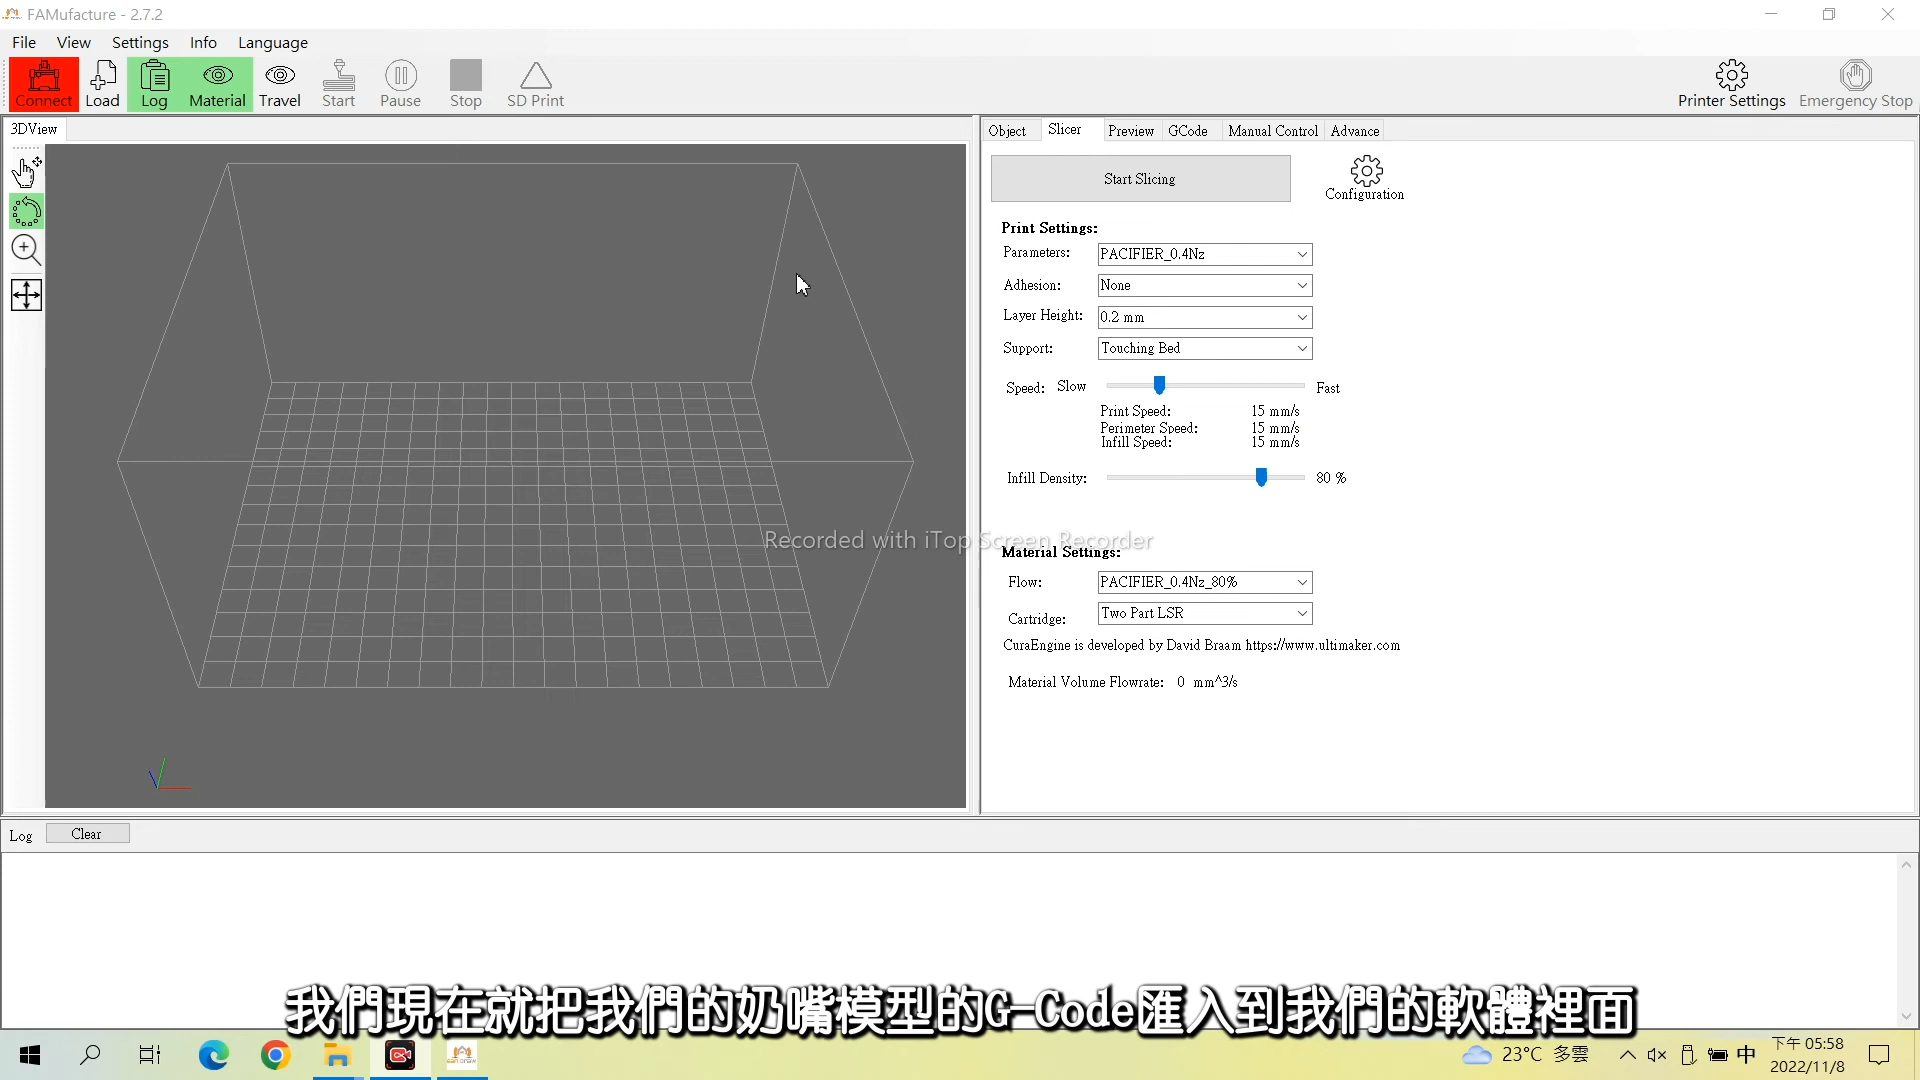 FAMufacture - 2.7.2
File View Settings Info Language
Connect Load Log Material Travel Start Pause Stop SD Print Printer Settings Emergency Stop
3DView
Object Slicer Preview GCode Manual Control Advance
Start Slicing
Configuration
Print Settings:
Parameters: PACIFIER_0.4Nz
Adhesion: None
Layer Height: 0.2 mm
Support: Touching Bed
Speed: Slow Fast
Print Speed: 15 mm/s
Perimeter Speed: 15 mm/s
Infill Speed: 15 mm/s
Infill Density: 80 %
Recorded with iTop Screen Recorder
Material Settings:
Flow: PACIFIER_0.4Nz_80%
Cartridge: Two Part LSR
CuraEngine is developed by David Braam https://www.ultimaker.com
Material Volume Flowrate: 0 mm^3/s
Log Clear
我們現在就把我們的奶嘴模型的G-Code匯入到我們的軟體裡面
23°C 多雲 中 下午 05:58
2022/11/8